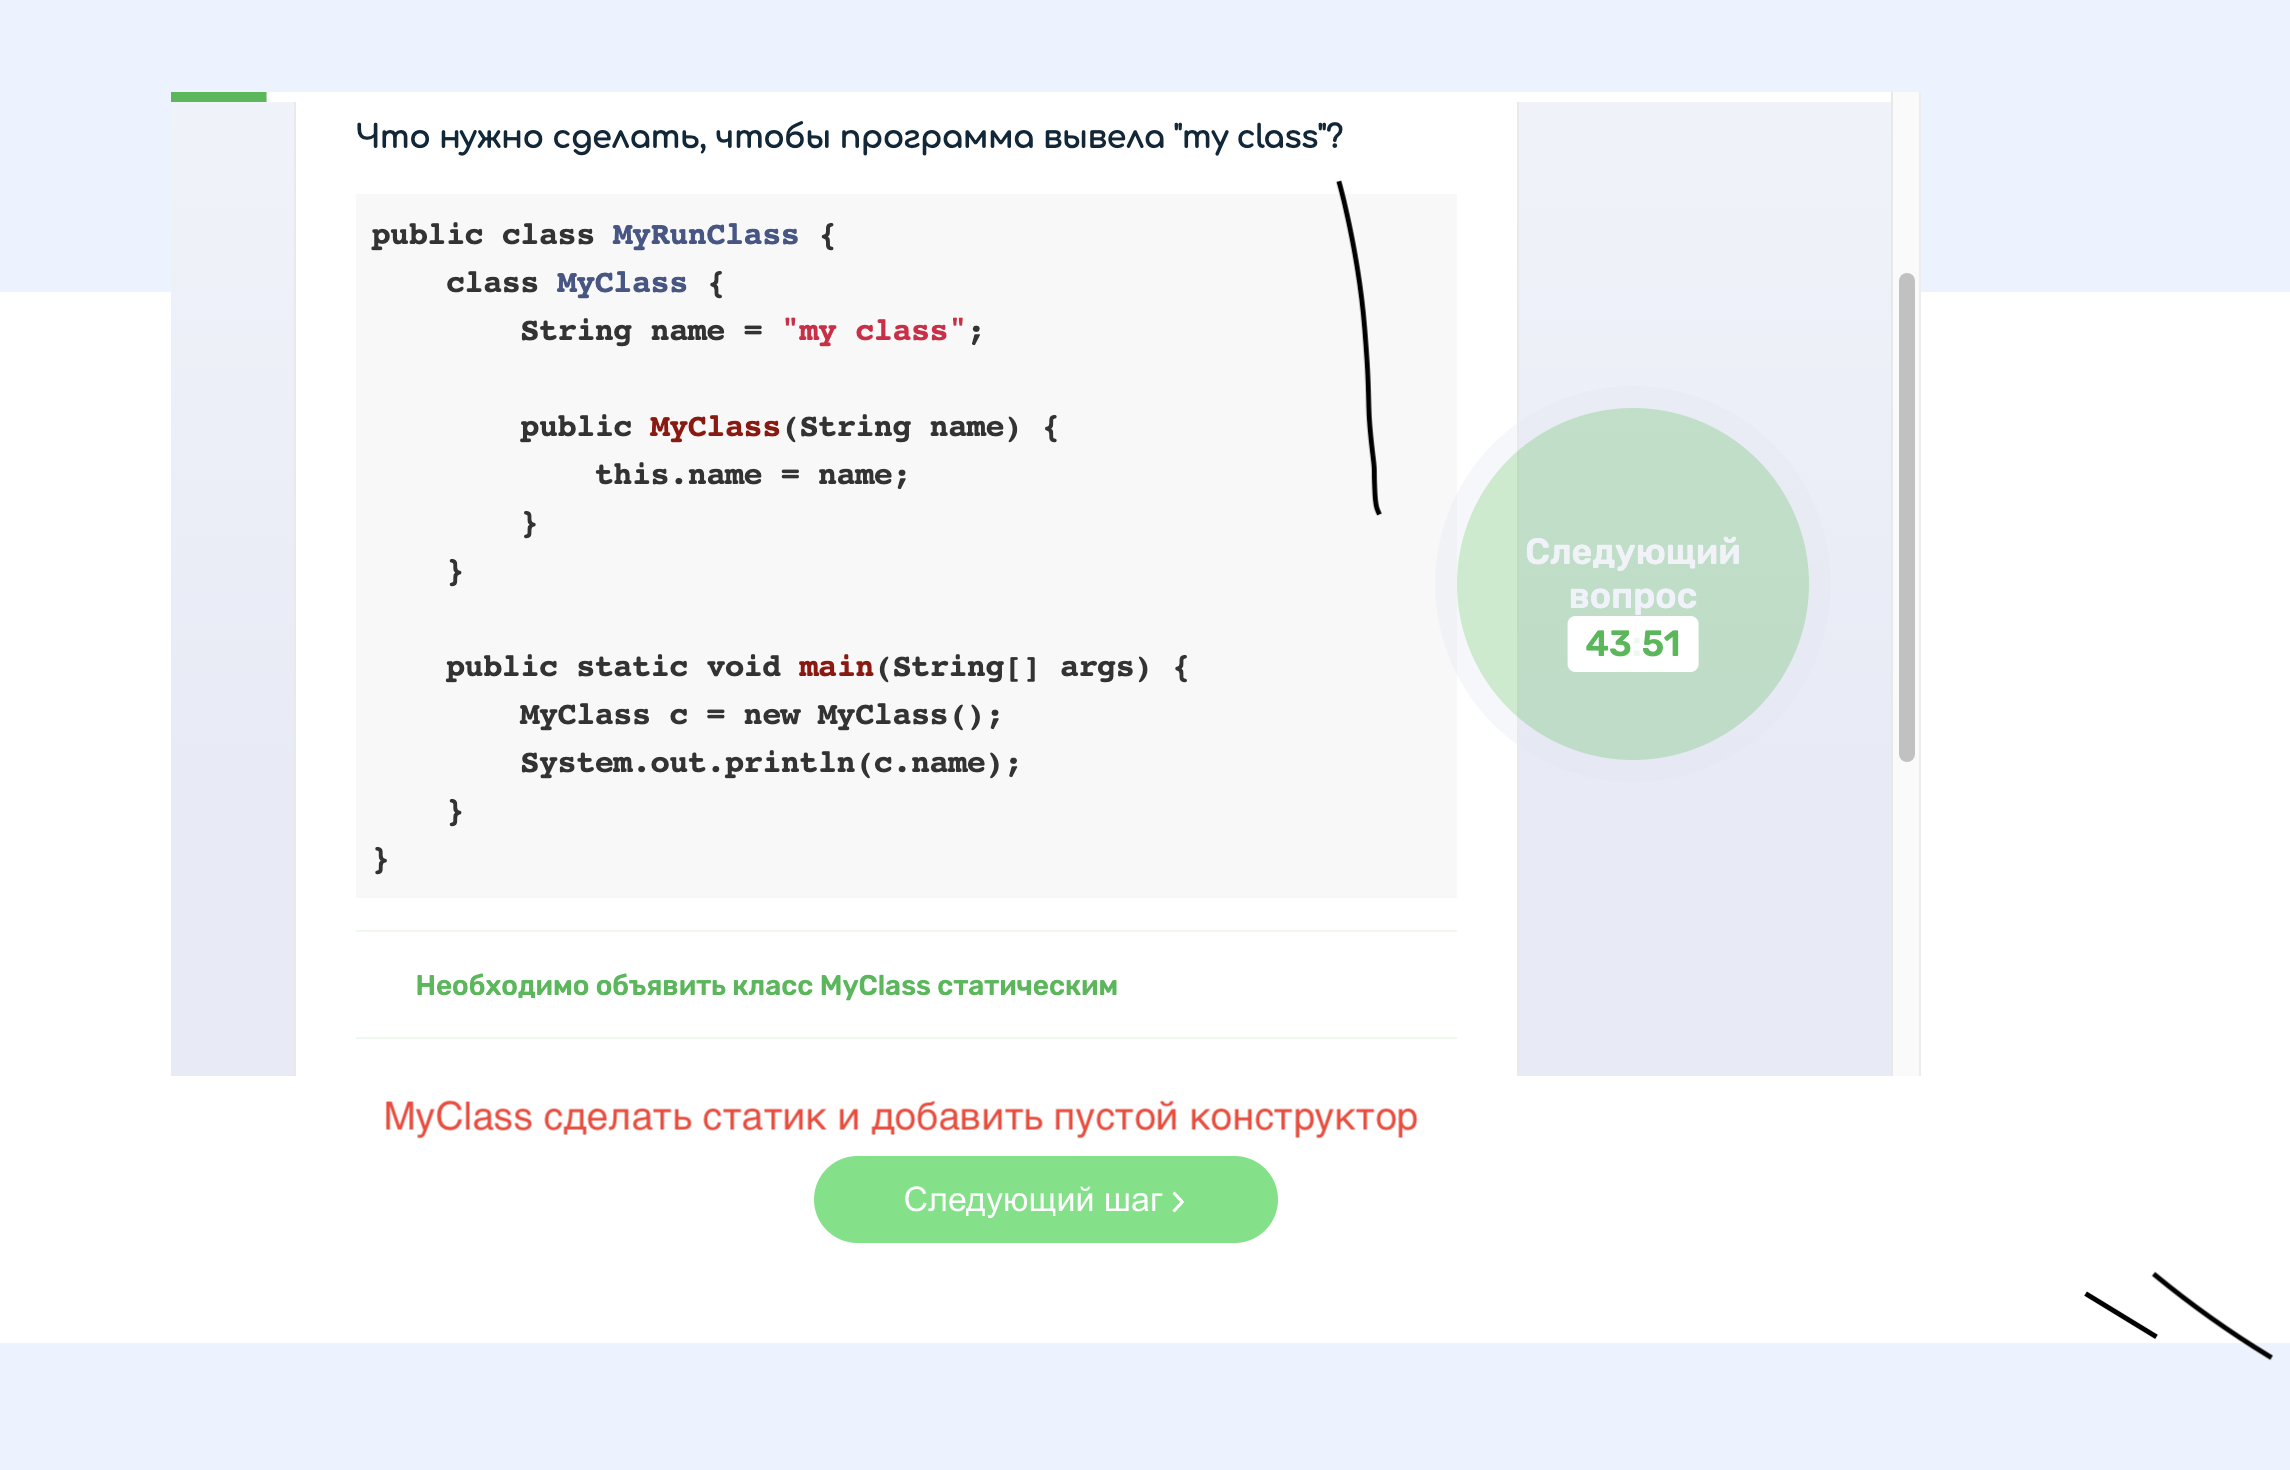 Что нужно сделать, чтобы программа вывела "my class"?
public class MyRunClass {
    class MyClass {
        String name = "my class";
        public MyClass(String name) {
            this.name = name;
        }
    }
    public static void main(String[] args) {
        MyClass c = new MyClass();
        System.out.println(c.name);
    }
}
Следующий
вопрос
43:51
Необходимо объявить класс MyClass статическим
MyClass сделать статик и добавить пустой конструктор
Следующий шаг >